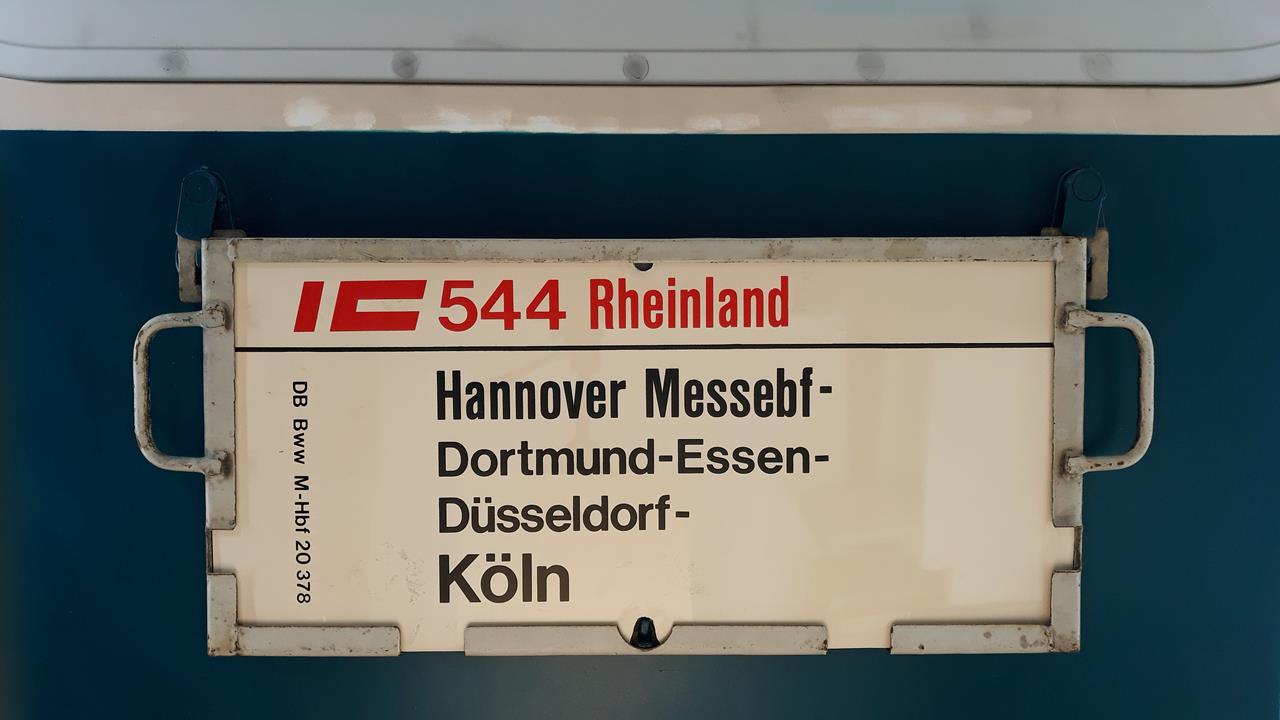 IC 544 Rheinland
Hannover Messebf-
Dortmund-Essen-
Düsseldorf-
Köln
DB Bww M-Hbf 20 378